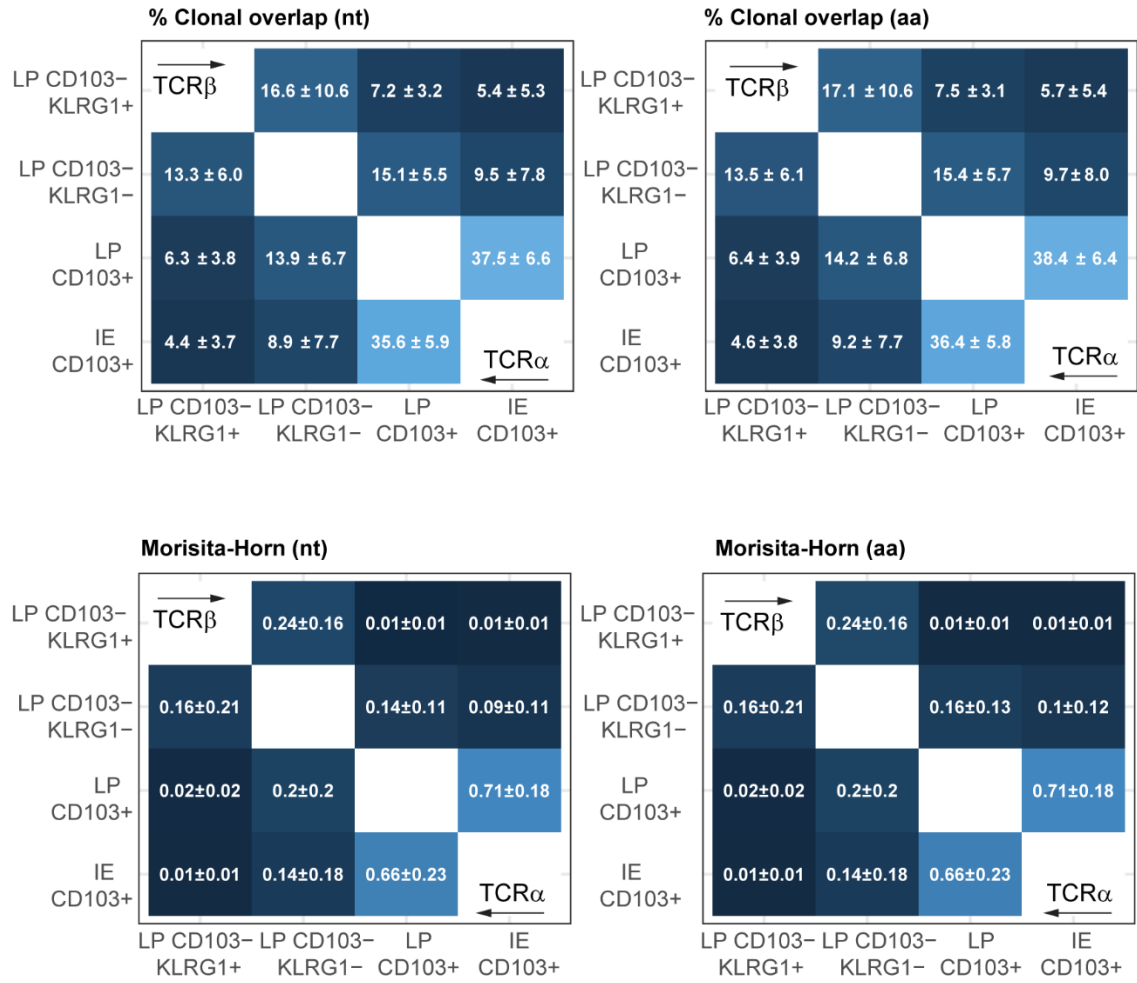 % Clonal overlap (nt)
LP CD103−
KLRG1+
TCRβ
16.6 ±10.6
7.2 ±3.2
5.4 ±5.3
LP CD103−
KLRG1−
13.3 ±6.0
15.1±5.5
9.5 ±7.8
LP
CD103+
6.3 ±3.8
13.9 ±6.7
37.5 ± 6.6
IE
CD103+
4.4 ±3.7
8.9 ±7.7
35.6 ± 5.9
TCRα
LP CD103−
KLRG1+
LP CD103−
KLRG1−
LP
CD103+
IE
CD103+
% Clonal overlap (aa)
LP CD103−
KLRG1+
TCRβ
17.1 ±10.6
7.5 ± 3.1
5.7± 5.4
LP CD103−
KLRG1−
13.5 ± 6.1
15.4 ± 5.7
9.7± 8.0
LP
CD103+
6.4 ± 3.9
14.2 ± 6.8
38.4 ± 6.4
IE
CD103+
4.6 ± 3.8
9.2 ± 7.7
36.4 ± 5.8
TCRα
LP CD103−
KLRG1+
LP CD103−
KLRG1−
LP
CD103+
IE
CD103+
Morisita-Horn (nt)
LP CD103−
KLRG1+
TCRβ
0.24±0.16
0.01±0.01
0.01±0.01
LP CD103−
KLRG1−
0.16±0.21
0.14±0.11
0.09±0.11
LP
CD103+
0.02±0.02
0.2±0.2
0.71±0.18
IE
CD103+
0.01±0.01
0.14±0.18
0.66±0.23
TCRα
LP CD103−
KLRG1+
LP CD103−
KLRG1−
LP
CD103+
IE
CD103+
Morisita-Horn (aa)
LP CD103−
KLRG1+
TCRβ
0.24±0.16
0.01±0.01
0.01±0.01
LP CD103−
KLRG1−
0.16±0.21
0.16±0.13
0.1±0.12
LP
CD103+
0.02±0.02
0.2±0.2
0.71±0.18
IE
CD103+
0.01±0.01
0.14±0.18
0.66±0.23
TCRα
LP CD103−
KLRG1+
LP CD103−
KLRG1−
LP
CD103+
IE
CD103+